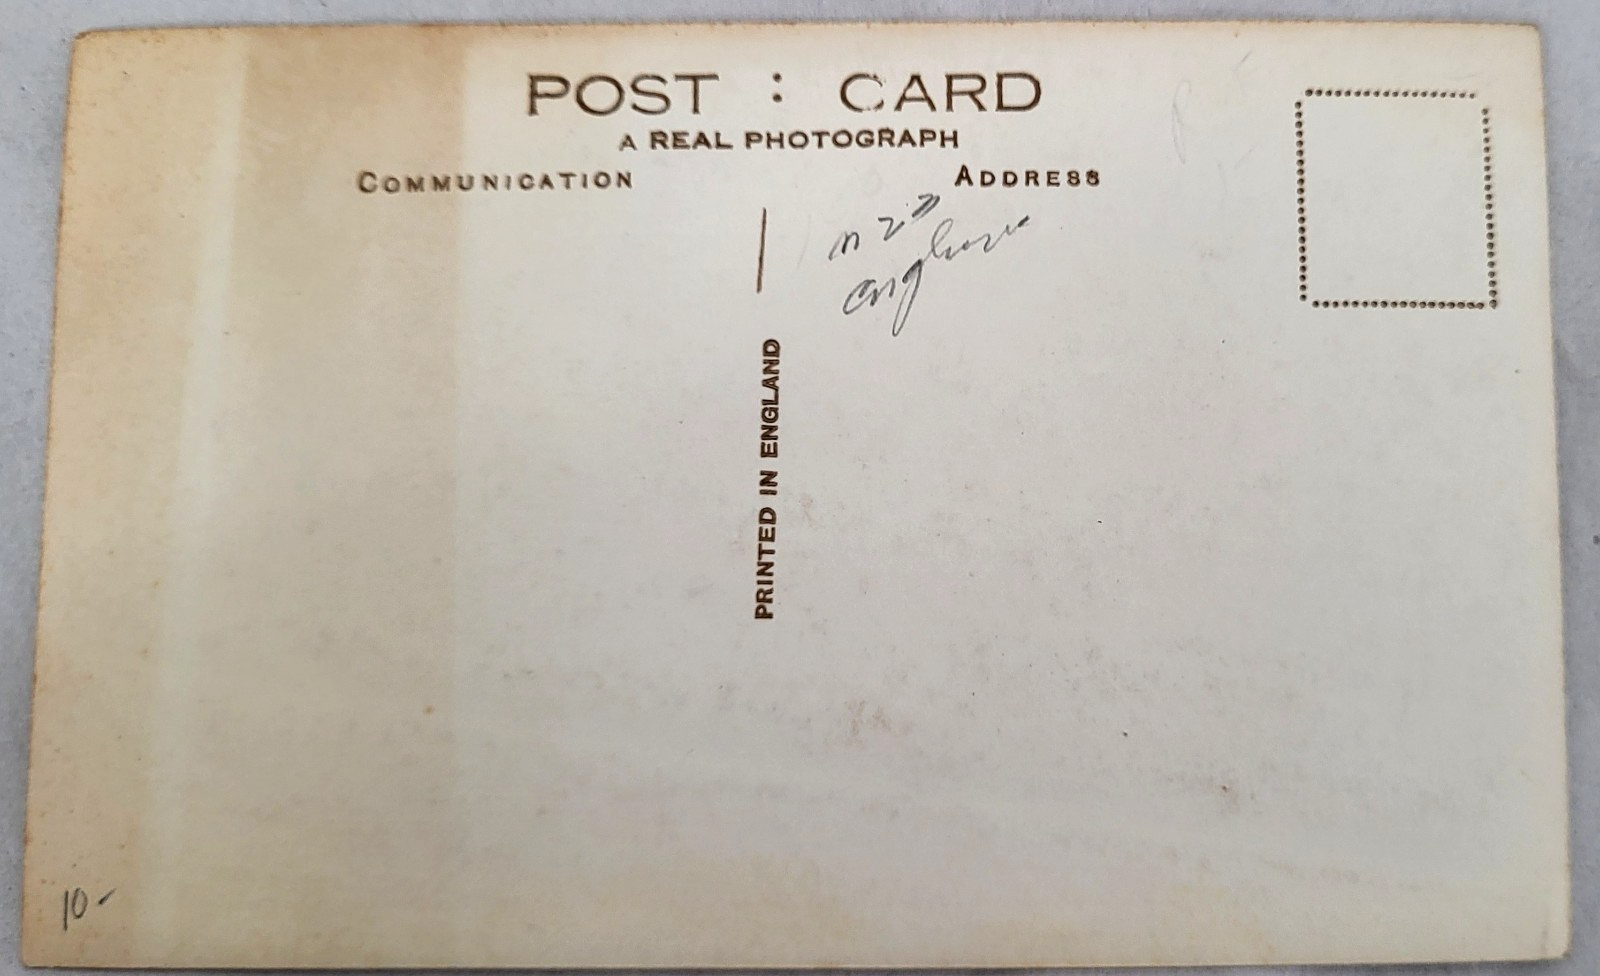 POST : CARD
A REAL PHOTOGRAPH
COMMUNICATION
ADDRESS
PRINTED IN ENGLAND
10-